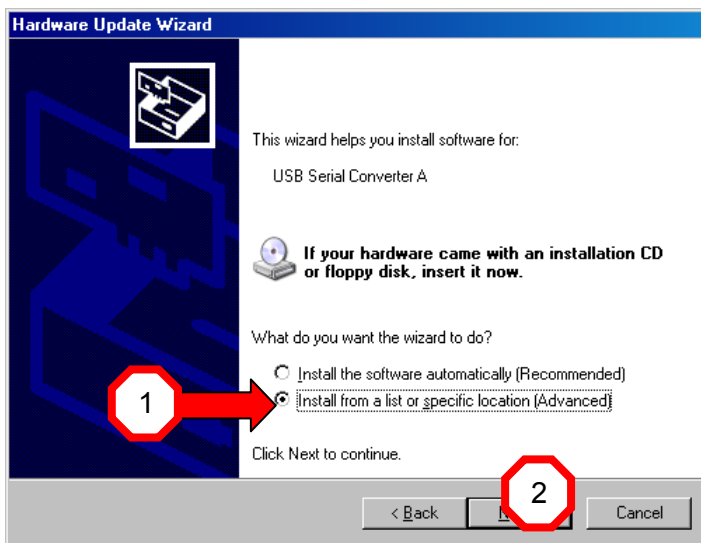 Hardware Update Wizard
This wizard helps you install software for:
USB Serial Converter A
If your hardware came with an installation CD
or floppy disk, insert it now.
What do you want the wizard to do?
Install the software automatically (Recommended)
1
Install from a list or specific location (Advanced)
Click Next to continue.
2
< Back
Cancel